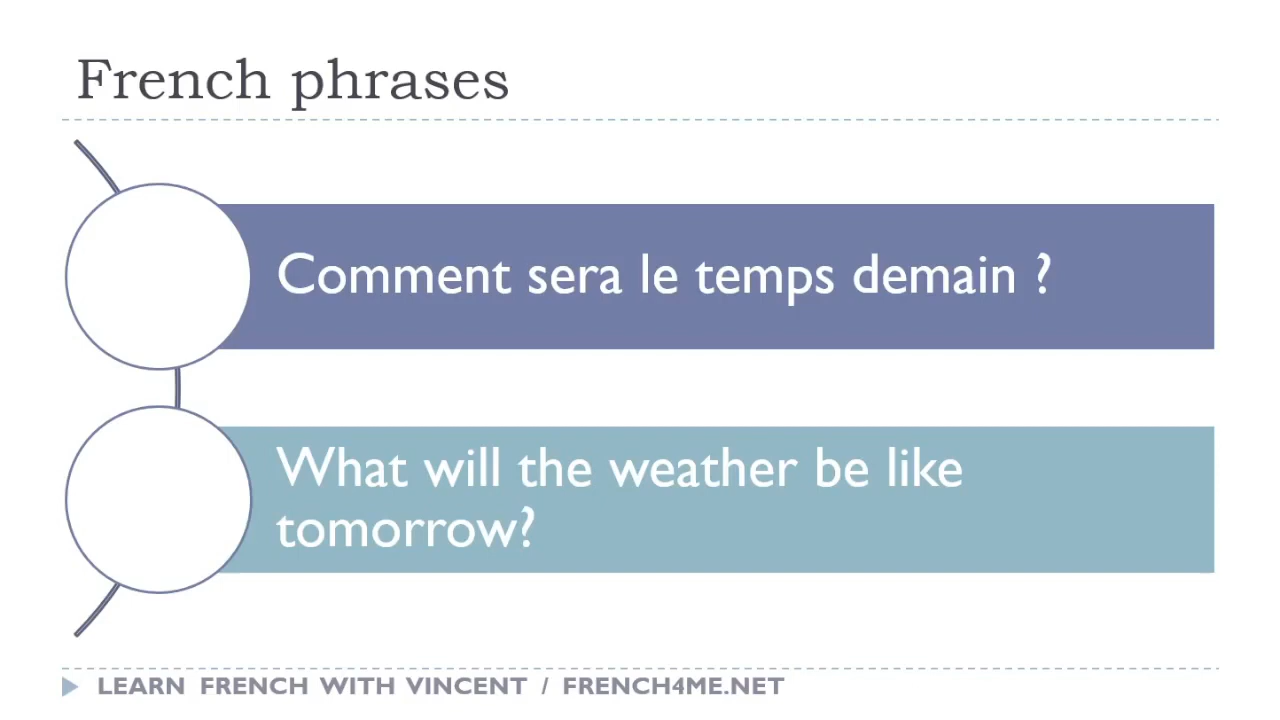 French phrases
Comment sera le temps demain ?
What will the weather be like
tomorrow?
LEARN FRENCH WITH VINCENT / FRENCH4ME.NET